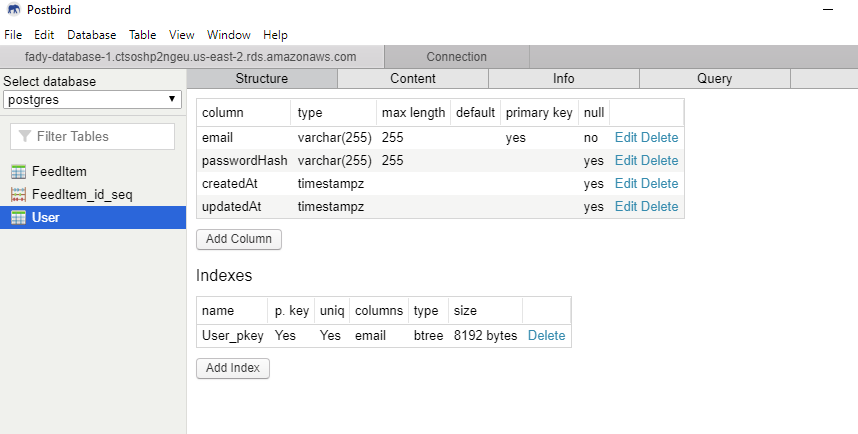 Postbird
File Edit Database Table View Window Help
fady-database-1.ctsoshp2ngeu.us-east-2.rds.amazonaws.com Connection
Select database
postgres
Filter Tables
FeedItem
FeedItem_id_seq
User
Structure Content Info Query
column type max length default primary key null
email varchar(255) 255 yes no Edit Delete
passwordHash varchar(255) 255 yes Edit Delete
createdAt timestampz yes Edit Delete
updatedAt timestampz yes Edit Delete
Add Column
Indexes
name p. key uniq columns type size
User_pkey Yes Yes email btree 8192 bytes Delete
Add Index